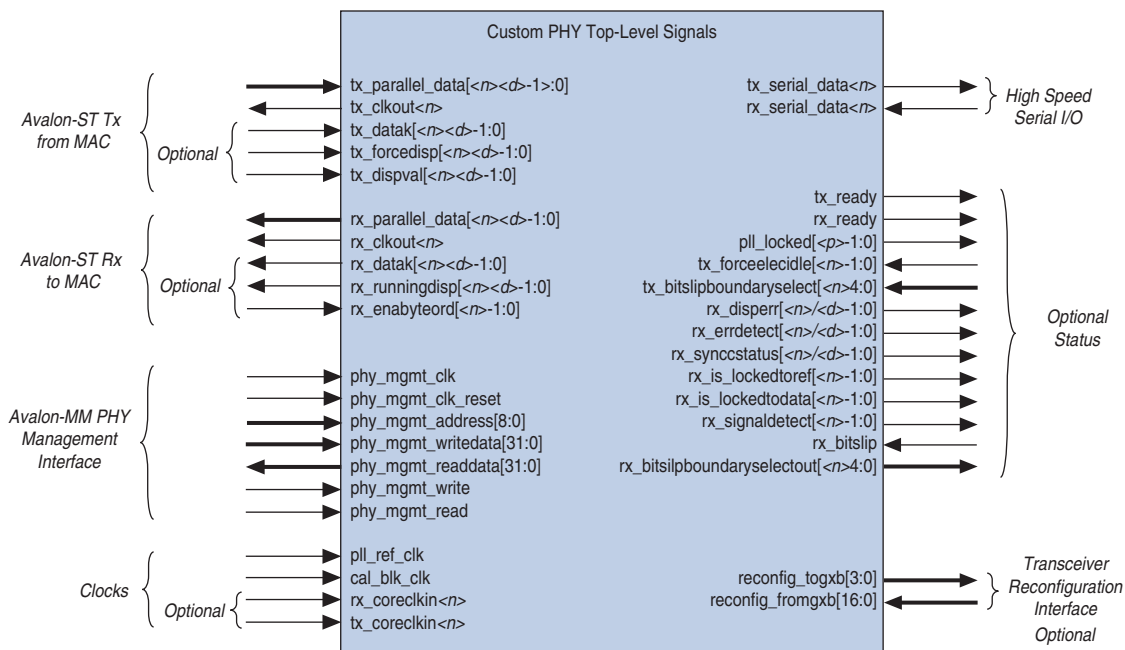 Custom PHY Top-Level Signals
Avalon-ST Tx
from MAC
Optional
tx_parallel_data[<n><d>-1>:0]
tx_clkout<n>
tx_datak[<n><d>-1:0]
tx_forcedisp[<n><d>-1:0]
tx_dispval[<n><d>-1:0]
Avalon-ST Rx
to MAC
Optional
rx_parallel_data[<n><d>-1:0]
rx_clkout<n>
rx_datak[<n><d>-1:0]
rx_runningdisp[<n><d>-1:0]
rx_enabyteord[<n>-1:0]
Avalon-MM PHY
Management
Interface
phy_mgmt_clk
phy_mgmt_clk_reset
phy_mgmt_address[8:0]
phy_mgmt_writedata[31:0]
phy_mgmt_readdata[31:0]
phy_mgmt_write
phy_mgmt_read
Clocks
Optional
pll_ref_clk
cal_blk_clk
rx_coreclkin<n>
tx_coreclkin<n>
tx_serial_data<n>
rx_serial_data<n>
High Speed
Serial I/O
tx_ready
rx_ready
pll_locked[<p>-1:0]
tx_forceelecidle[<n>-1:0]
tx_bitslipboundaryselect[<n>4:0]
rx_disperr[<n>/<d>-1:0]
rx_errdetect[<n>/<d>-1:0]
rx_synccstatus[<n>/<d>-1:0]
rx_is_lockedtoref[<n>-1:0]
rx_is_lockedtodata[<n>-1:0]
rx_signaldetect[<n>-1:0]
rx_bitslip
rx_bitsilpboundaryselectout[<n>4:0]
Optional
Status
reconfig_togxb[3:0]
reconfig_fromgxb[16:0]
Transceiver
Reconfiguration
Interface
Optional